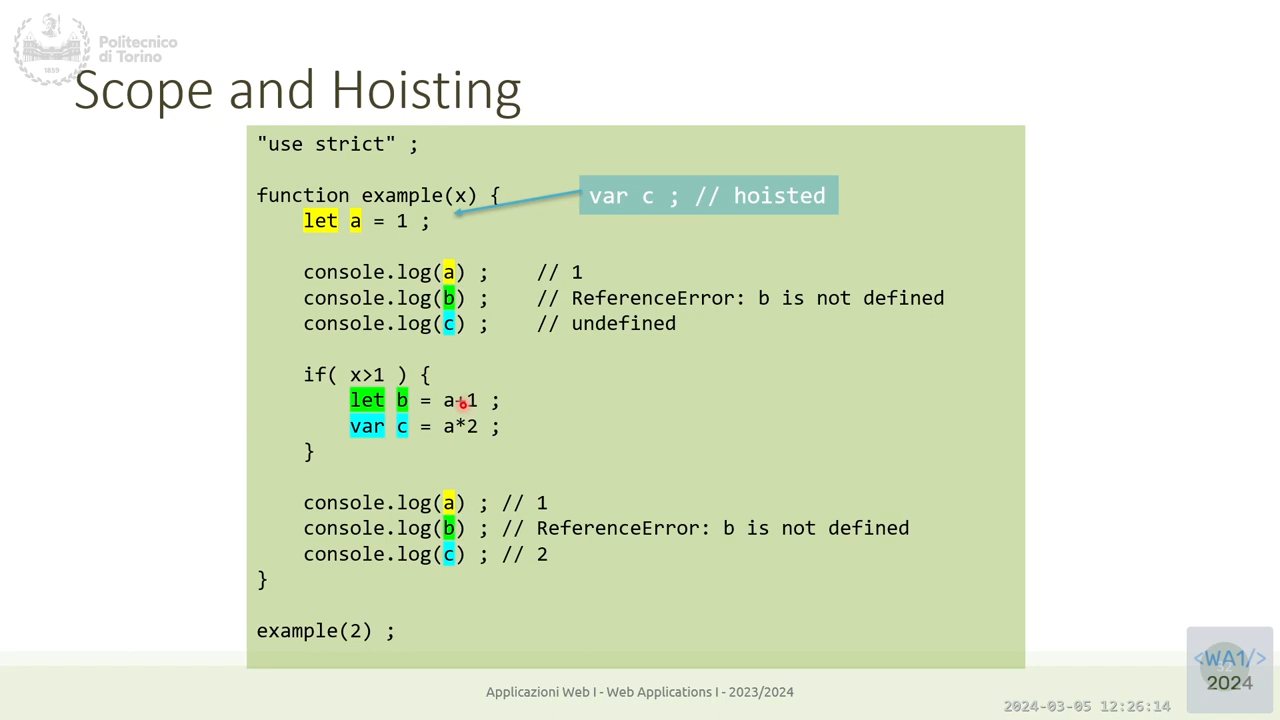 Politecnico
di Torino
1859
Scope and Hoisting
"use strict" ;
function example(x) {
var c ; // hoisted
let a = 1 ;
console.log(a) ; // 1
console.log(b) ; // ReferenceError: b is not defined
console.log(c) ; // undefined
if( x>1 ) {
let b = a+1 ;
var c = a*2 ;
}
console.log(a) ; // 1
console.log(b) ; // ReferenceError: b is not defined
console.log(c) ; // 2
}
example(2) ;
<WA1/>
2024
Applicazioni Web I - Web Applications I - 2023/2024
2024-03-05 12:26:14